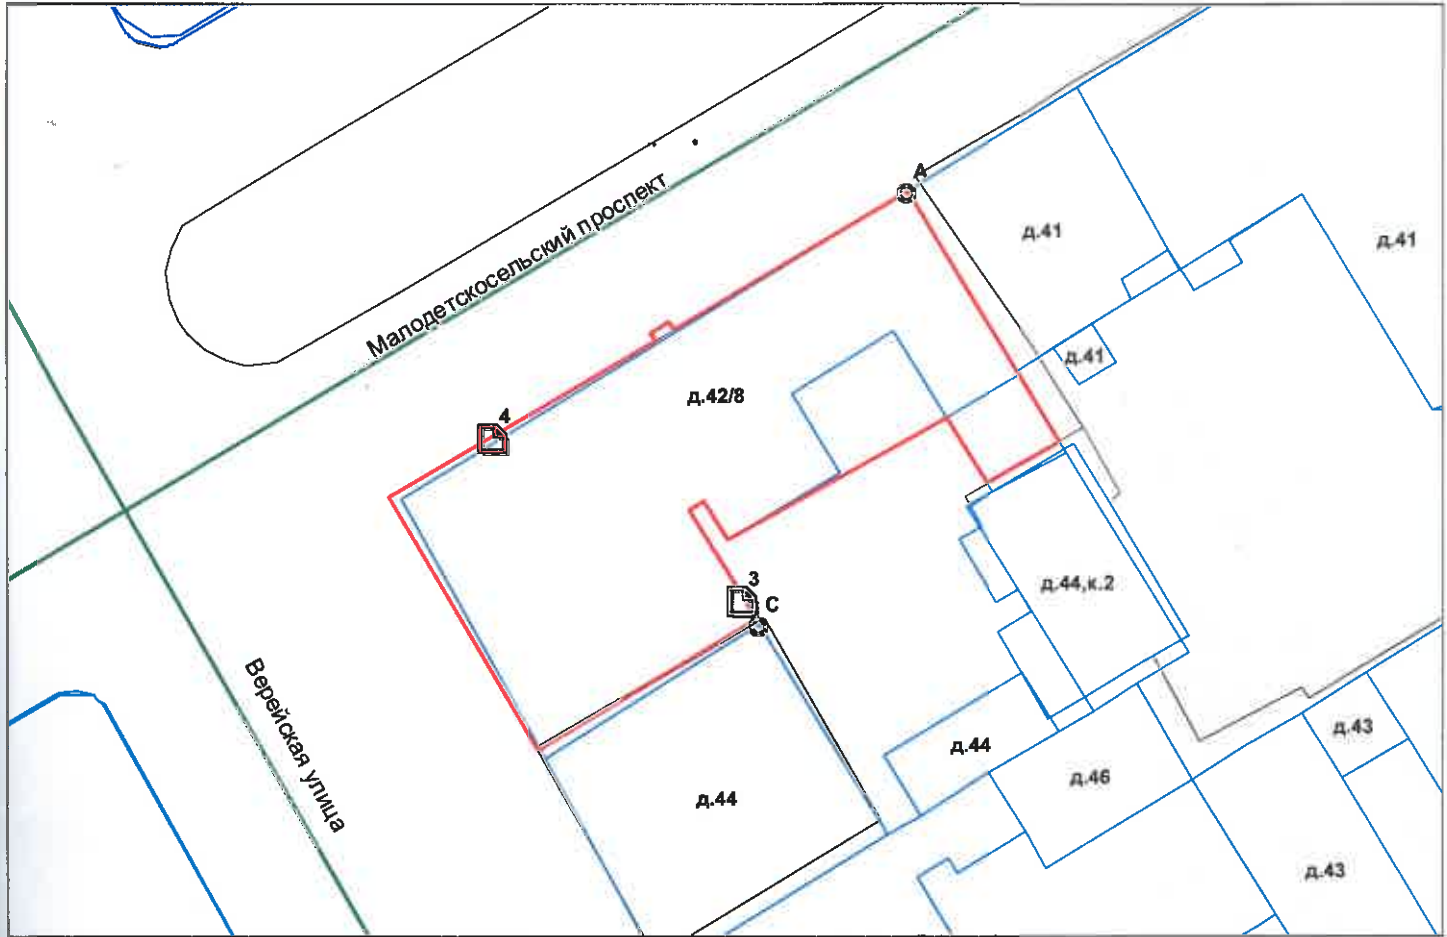 А
Малодетскосельский проспект
д.41
д.41
д.41
д.42/8
4
3
С
д.44,к.2
Верейская улица
д.44
д.44
д.46
д.43
д.43